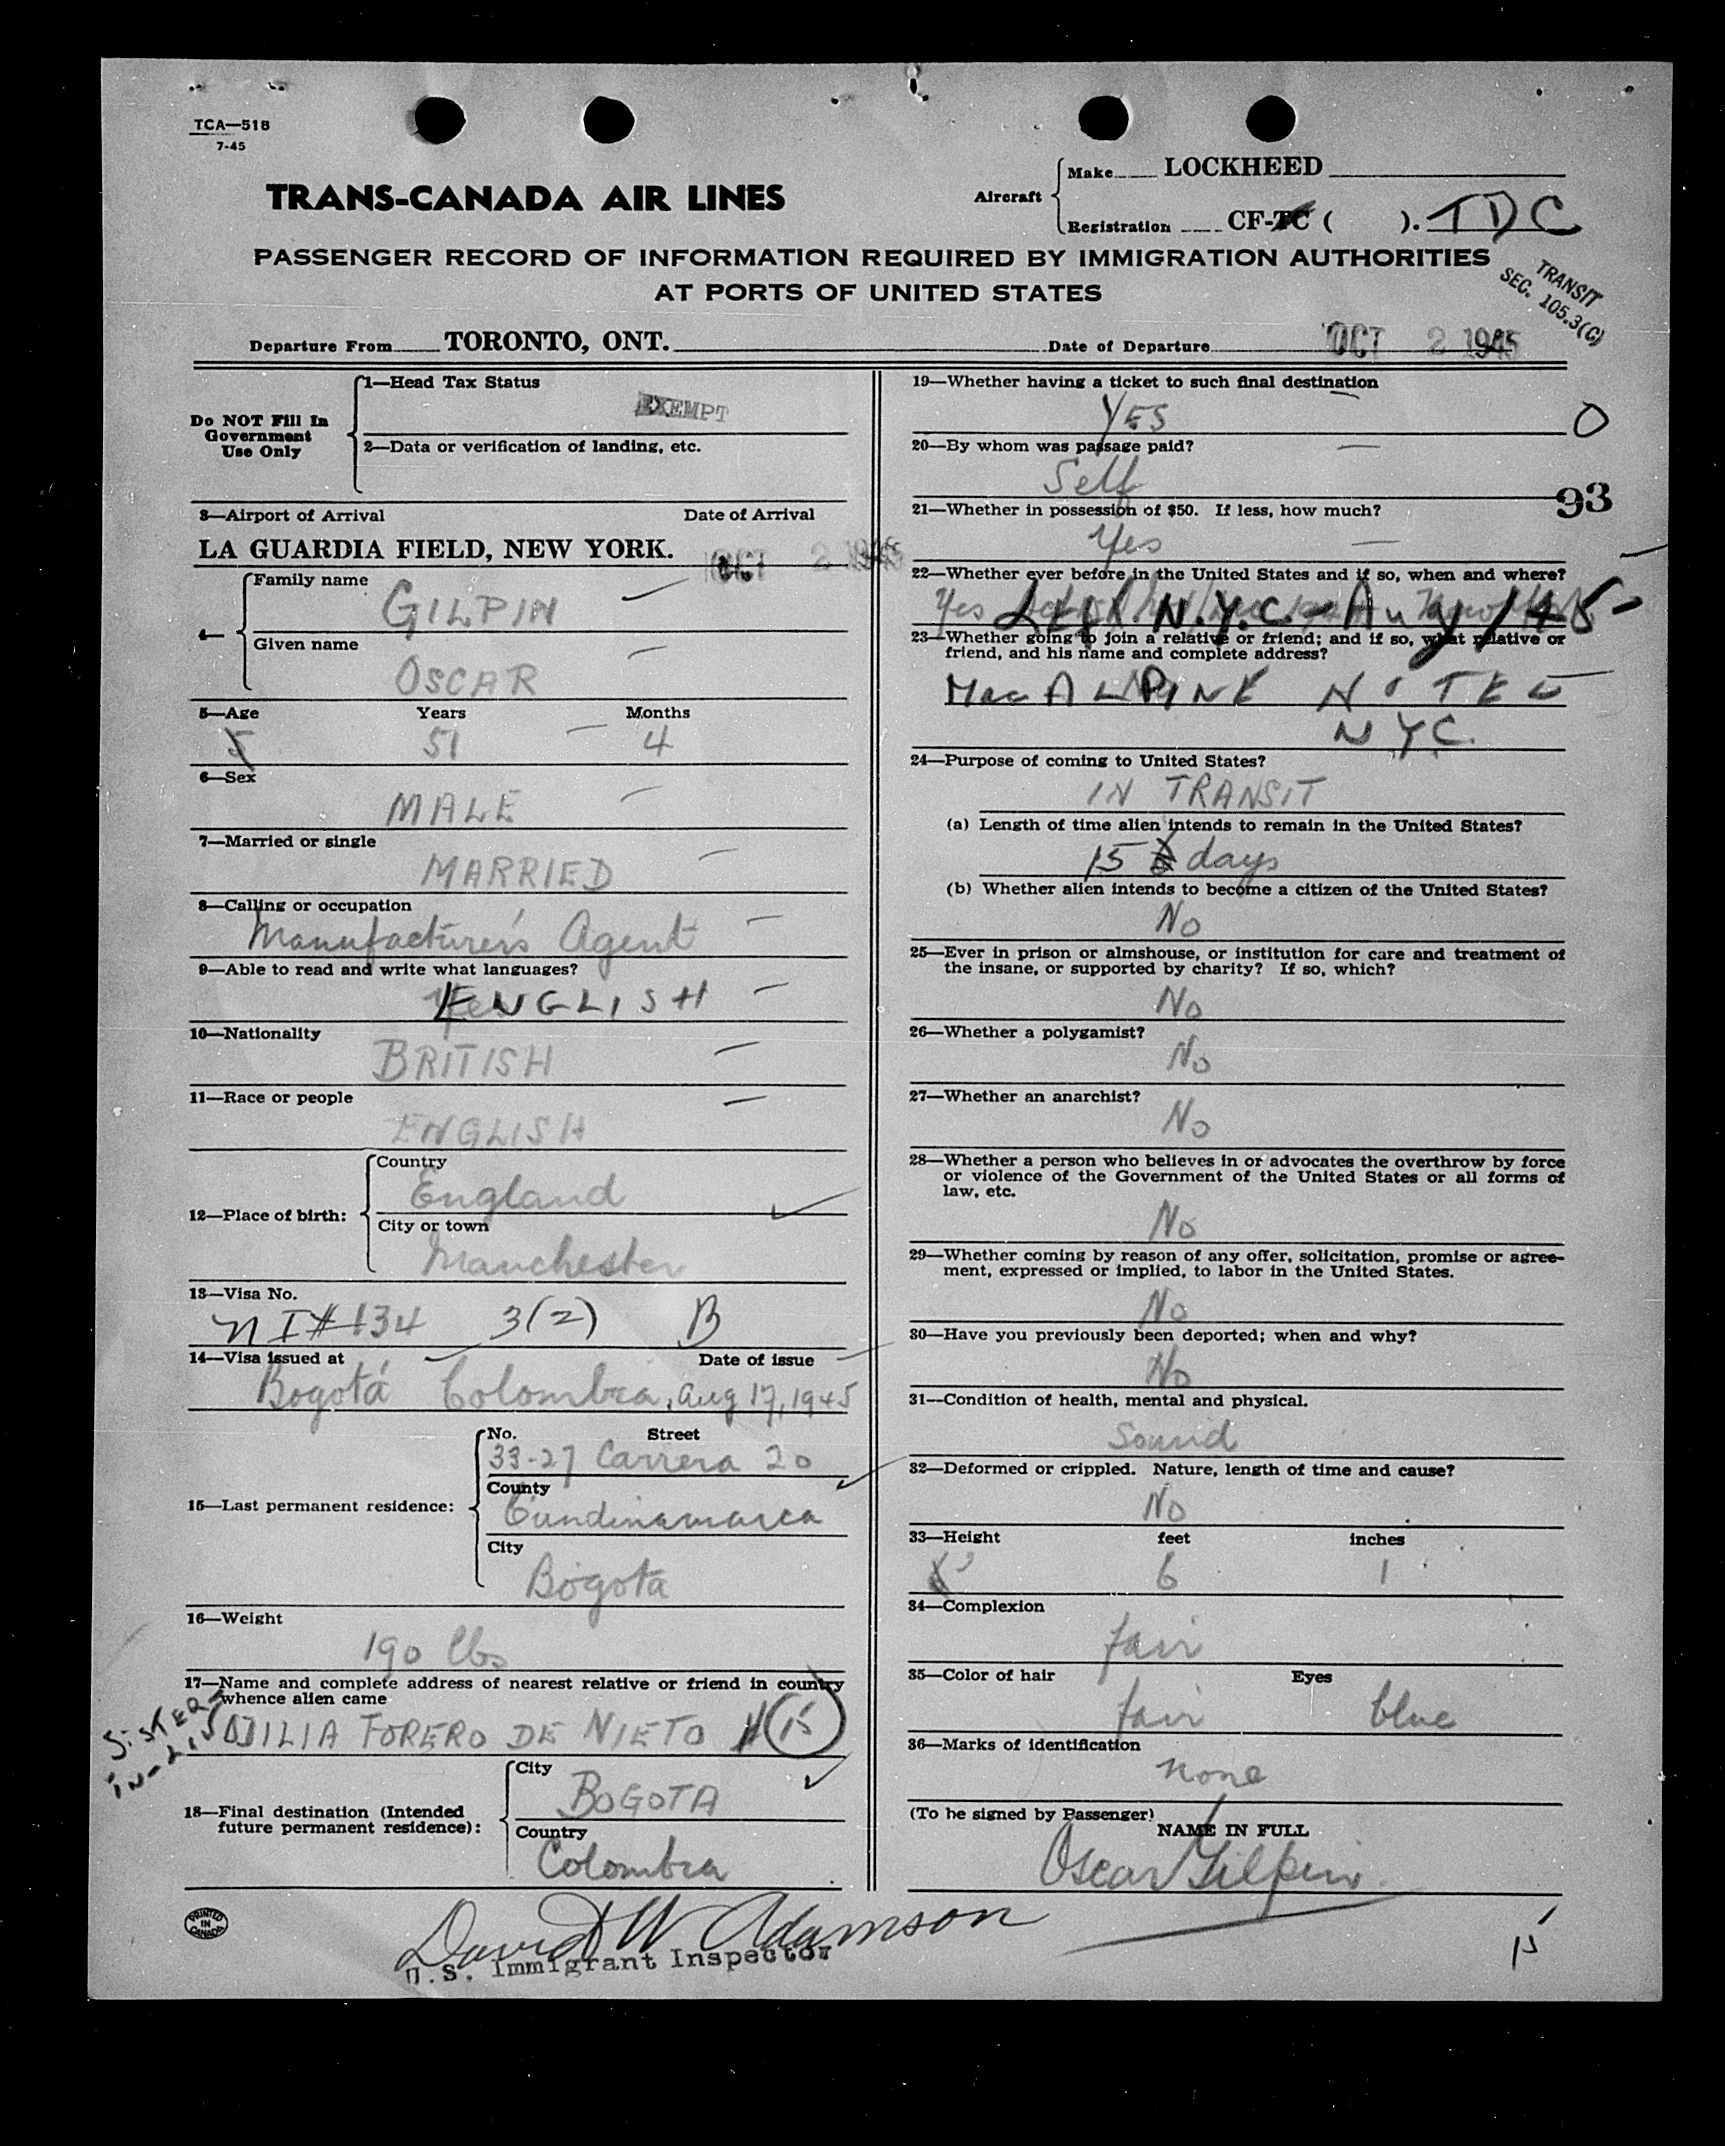 TCA—518
7-45
TRANS-CANADA AIR LINES
Aircraft
Make LOCKHEED
Registration CF-TC ( ). TDC
PASSENGER RECORD OF INFORMATION REQUIRED BY IMMIGRATION AUTHORITIES
AT PORTS OF UNITED STATES
TRANSIT
SEC. 105.3(G)
Departure From TORONTO, ONT. Date of Departure OCT 2 1945
Do NOT Fill In
Government
Use Only
1—Head Tax Status
EXEMPT
2—Data or verification of landing, etc.
3—Airport of Arrival Date of Arrival
LA GUARDIA FIELD, NEW YORK. OCT 2 1945
4—
Family name
GILPIN
Given name
OSCAR
5—Age Years Months
5 51 4
6—Sex
MALE
7—Married or single
MARRIED
8—Calling or occupation
Manufacturer's Agent
9—Able to read and write what languages?
ENGLISH
10—Nationality
BRITISH
11—Race or people
ENGLISH
12—Place of birth:
Country
England
City or town
Manchester
13—Visa No.
NI# 134 3(2) B
14—Visa issued at Date of issue
Bogotá Colombia, Aug 17, 1945
15—Last permanent residence:
No. Street
33-27 Carrera 20
County
Cundinamarca
City
Bogota
16—Weight
190 lbs
17—Name and complete address of nearest relative or friend in country
whence alien came
SISTER
IN-
FORERO DE NIETO
18—Final destination (Intended
future permanent residence):
City
BOGOTA
Country
Colombia
19—Whether having a ticket to such final destination
YES
0
20—By whom was passage paid?
Self
93
21—Whether in possession of $50. If less, how much?
Yes
22—Whether ever before in the United States and if so, when and where?
Yes N.Y.C. - Aug /45-
23—Whether going to join a relative or friend; and if so, what relative or
friend, and his name and complete address?
MacALPINE HOTEL
NYC.
24—Purpose of coming to United States?
IN TRANSIT
(a) Length of time alien intends to remain in the United States?
15 days
(b) Whether alien intends to become a citizen of the United States?
No
25—Ever in prison or almshouse, or institution for care and treatment of
the insane, or supported by charity? If so, which?
No
26—Whether a polygamist?
No
27—Whether an anarchist?
No
28—Whether a person who believes in or advocates the overthrow by force
or violence of the Government of the United States or all forms of
law, etc.
No
29—Whether coming by reason of any offer, solicitation, promise or agree-
ment, expressed or implied, to labor in the United States.
No
30—Have you previously been deported; when and why?
No
31—Condition of health, mental and physical.
Sound
32—Deformed or crippled. Nature, length of time and cause?
No
33—Height feet inches
6 1
34—Complexion
fair
35—Color of hair Eyes
fair blue
36—Marks of identification
none
(To be signed by Passenger)
NAME IN FULL
Oscar Gilpin
PRINTED
IN
CANADA
David W Adamson
U.S. Immigrant Inspector